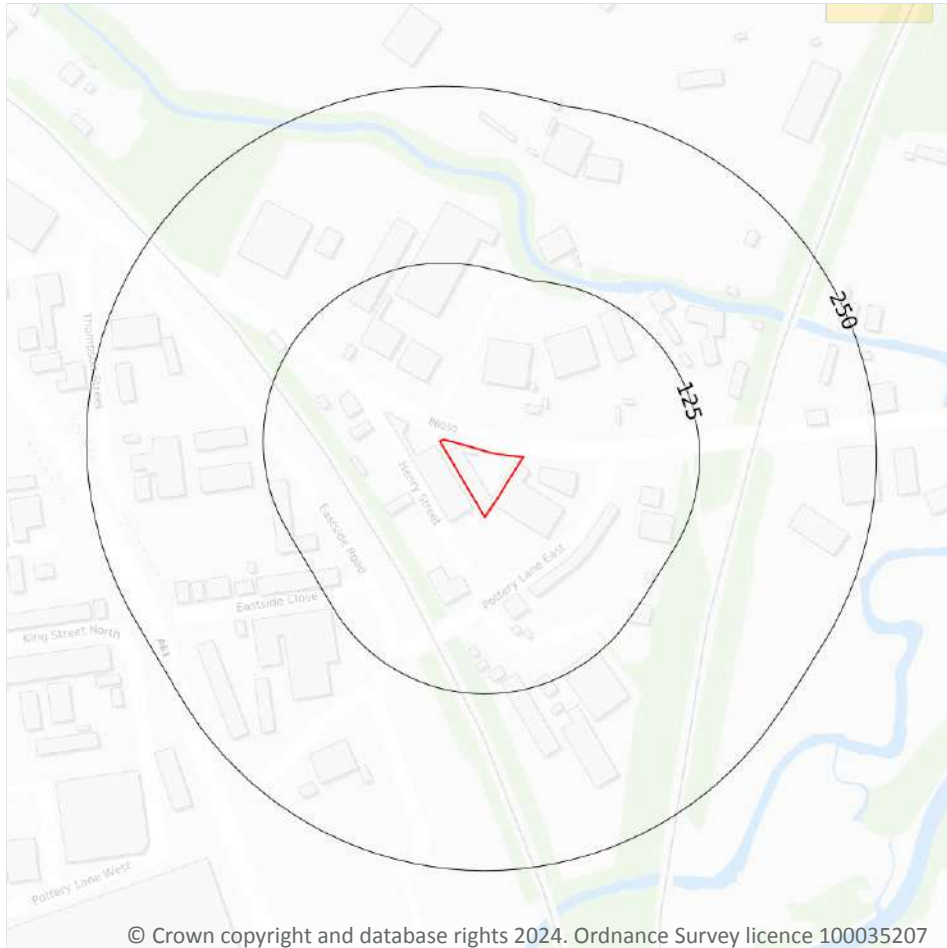 250
Thompson Street
125
B6050
Henry Street
Eastside Road
Pottery Lane East
Eastside Close
King Street North
A61
Pottery Lane West
© Crown copyright and database rights 2024. Ordnance Survey licence 100035207